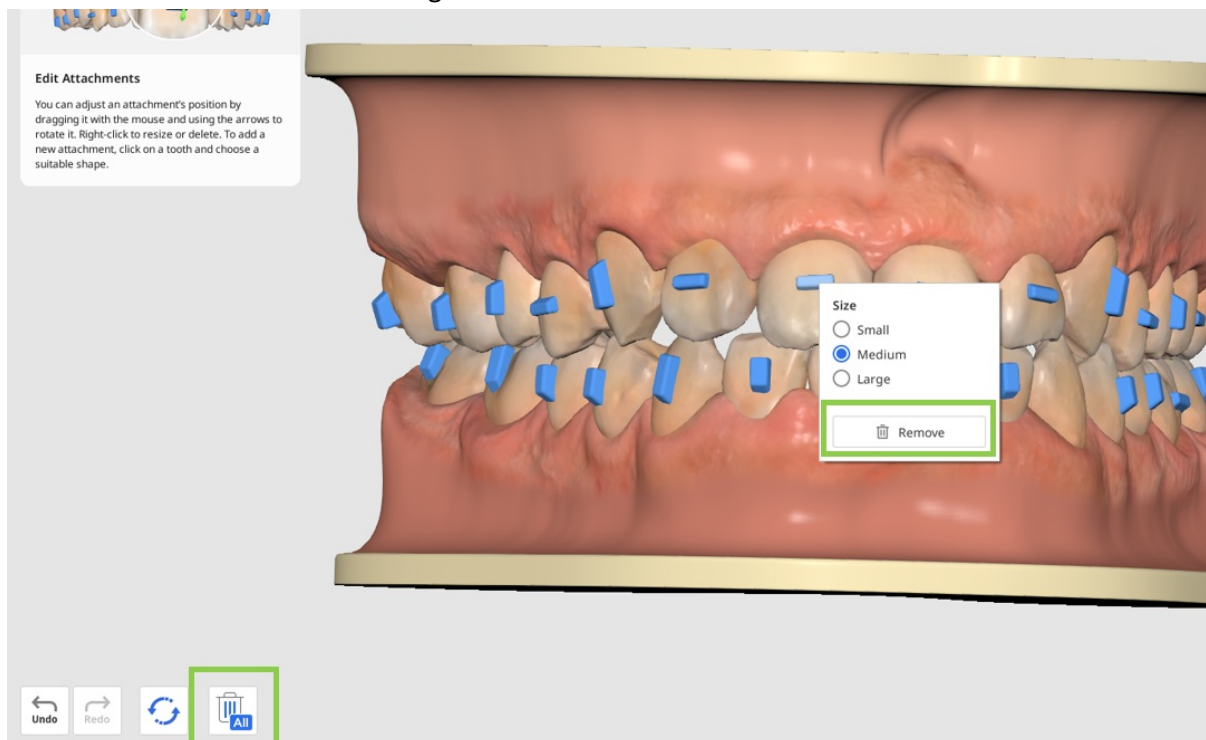 Edit Attachments
You can adjust an attachment's position by
dragging it with the mouse and using the arrows to
rotate it. Right-click to resize or delete. To add a
new attachment, click on a tooth and choose a
suitable shape.
Size
Small
Medium
Large
Remove
Undo
Redo
All